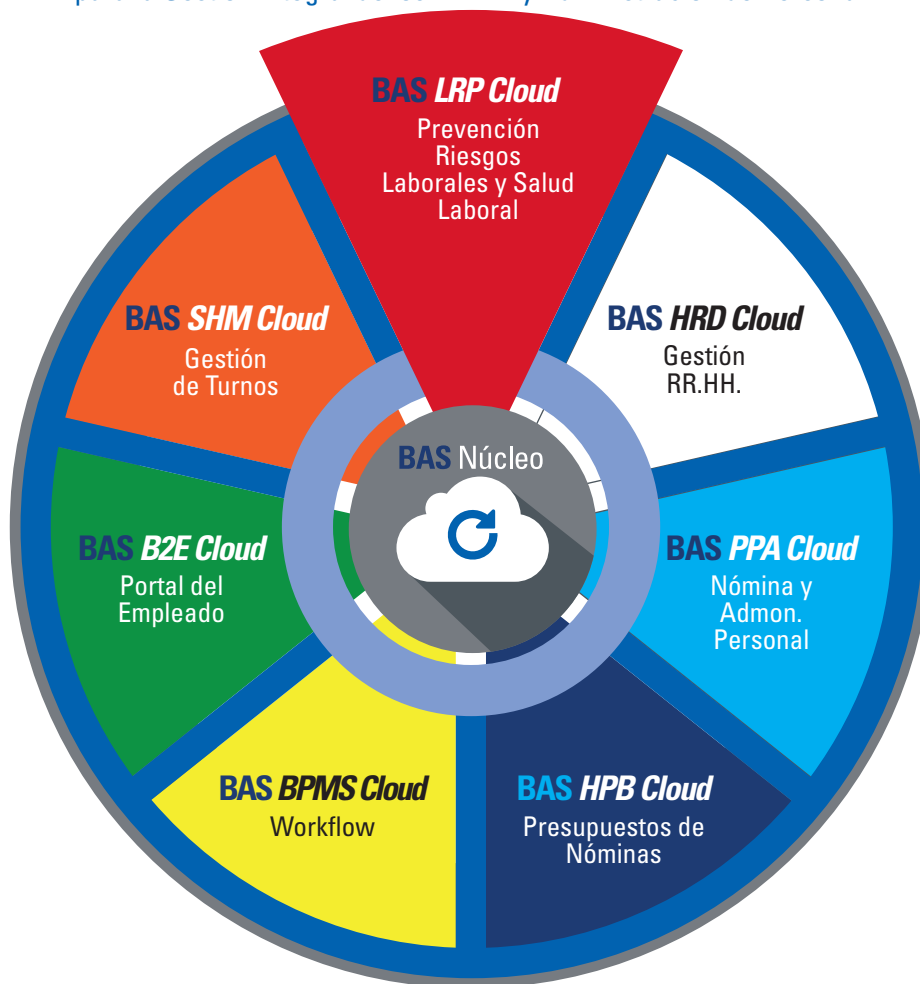 BAS LRP Cloud
Prevención
Riesgos
Laborales y Salud
Laboral
BAS SHM Cloud
Gestión
de Turnos
BAS HRD Cloud
Gestión
RR.HH.
BAS Núcleo
BAS B2E Cloud
Portal del
Empleado
BAS PPA Cloud
Nómina y
Admon.
Personal
BAS BPMS Cloud
Workflow
BAS HPB Cloud
Presupuestos de
Nóminas